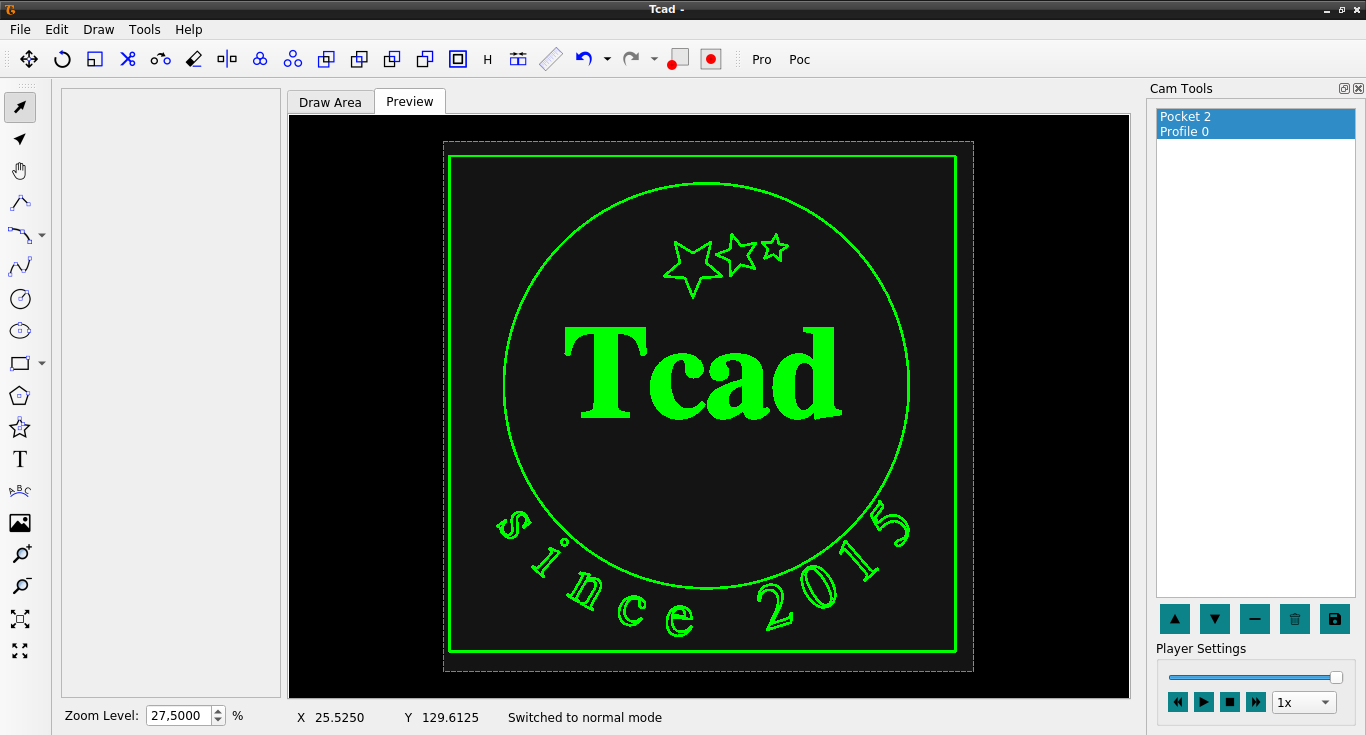 Tcad -
File Edit Draw Tools Help
H Pro Poc
Draw Area Preview
Cam Tools
Pocket 2
Profile 0
Tcad
since 2015
T
ABC
Player Settings
1x
Zoom Level: 27,5000 %
X 25.5250 Y 129.6125 Switched to normal mode